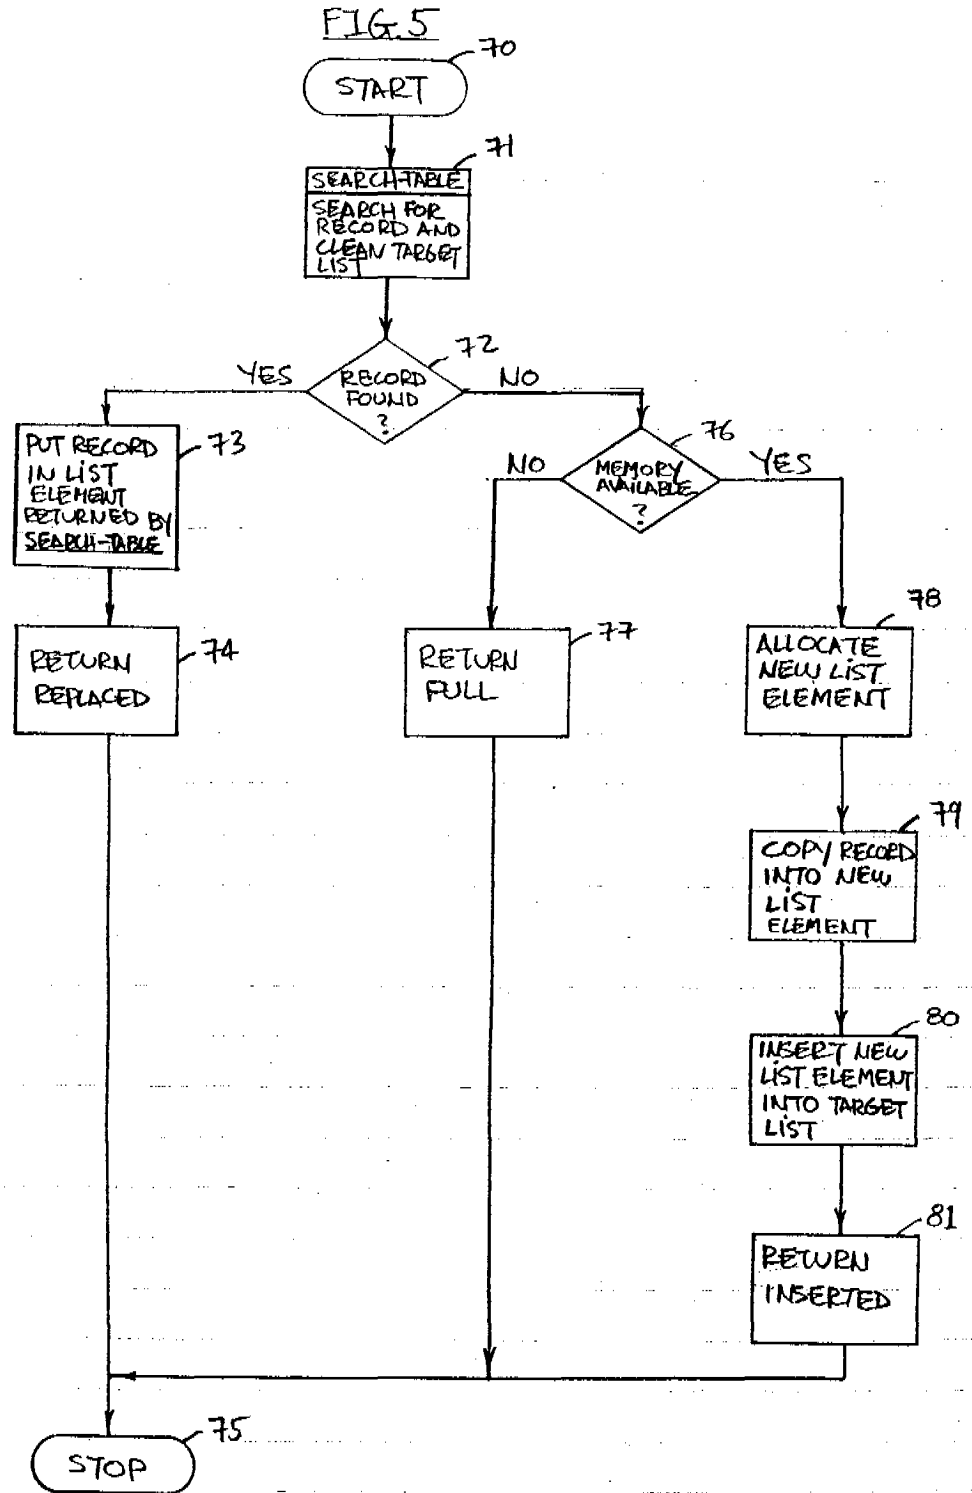 FIG. 5
70
START
71
SEARCH-TABLE
SEARCH FOR
RECORD AND
CLEAN TARGET
LIST
72
YES
RECORD
FOUND
?
NO
73
PUT RECORD
IN LIST
ELEMENT
RETURNED BY
SEARCH-TABLE
76
NO
MEMORY
AVAILABLE
?
YES
74
RETURN
REPLACED
77
RETURN
FULL
78
ALLOCATE
NEW LIST
ELEMENT
79
COPY RECORD
INTO NEW
LIST
ELEMENT
80
INSERT NEW
LIST ELEMENT
INTO TARGET
LIST
81
RETURN
INSERTED
75
STOP